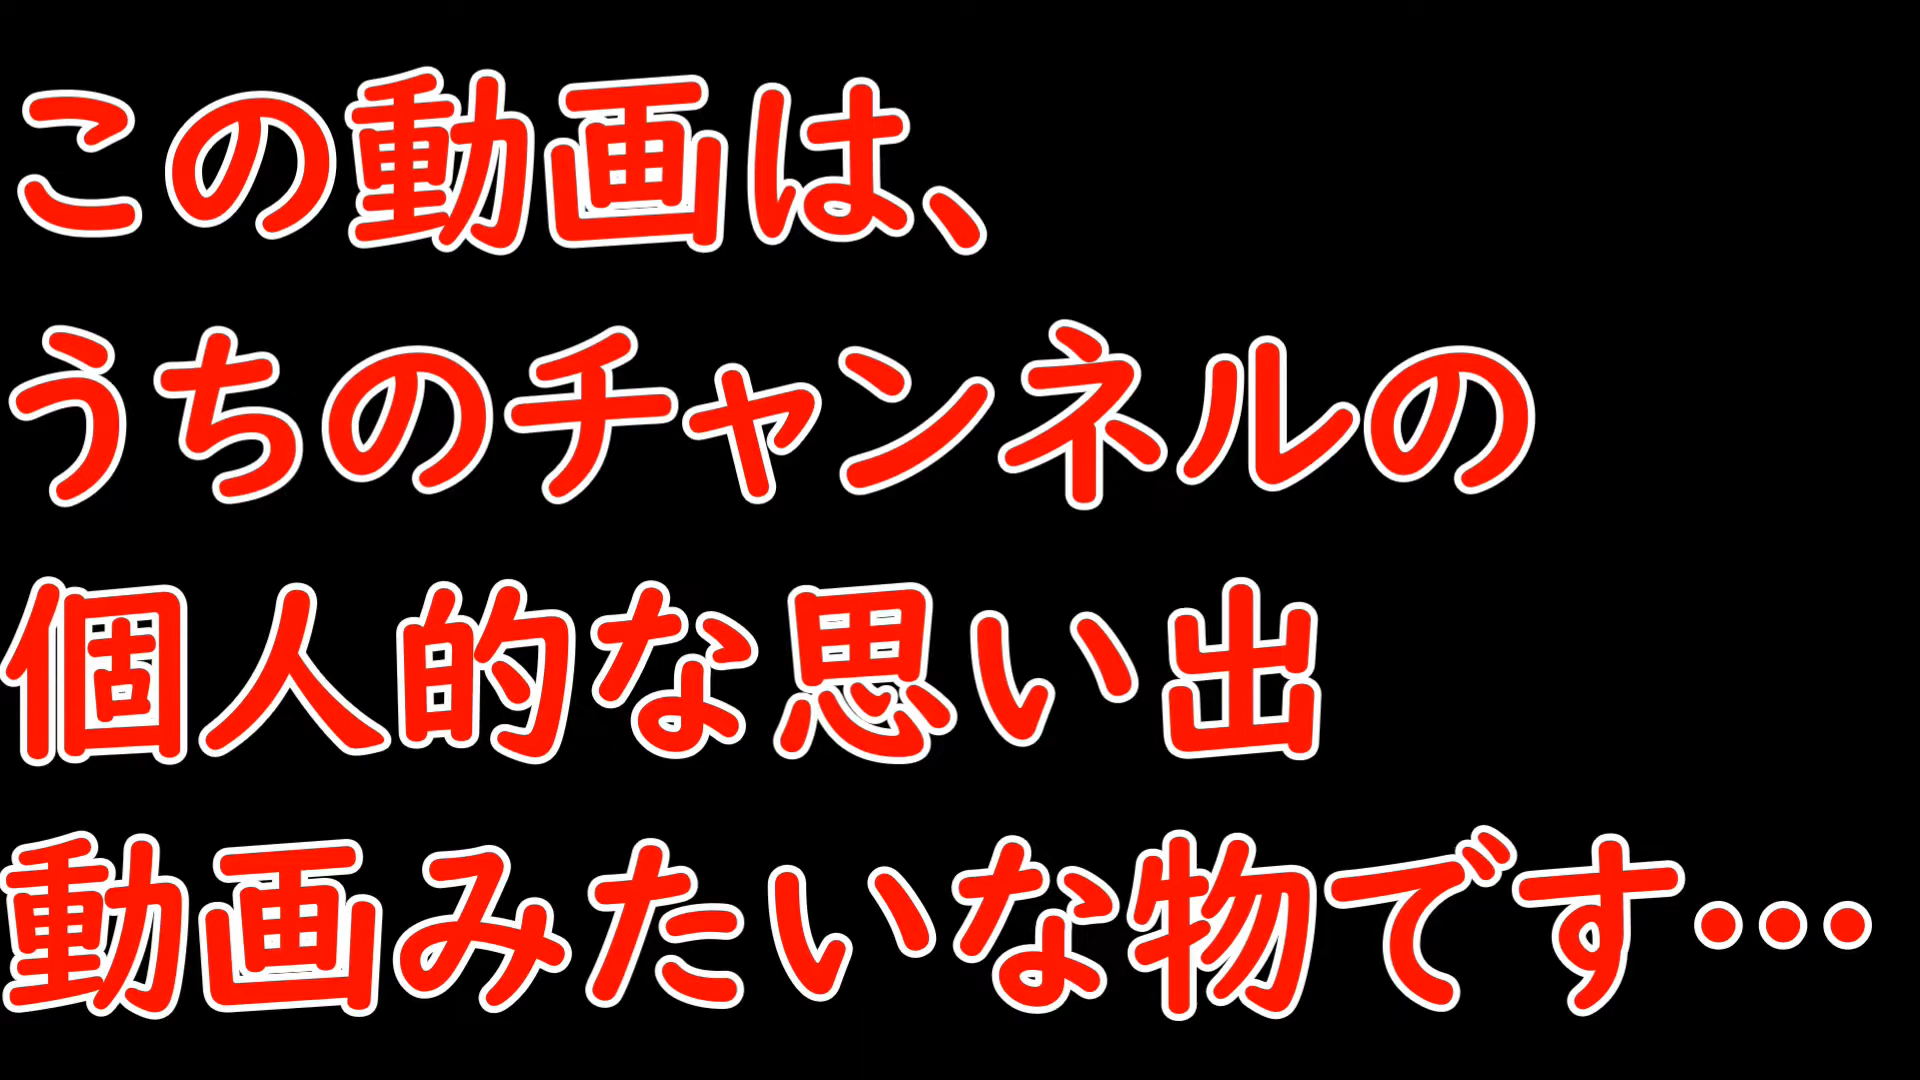 この動画は、
うちのチャンネルの
個人的な思い出
動画みたいな物です…